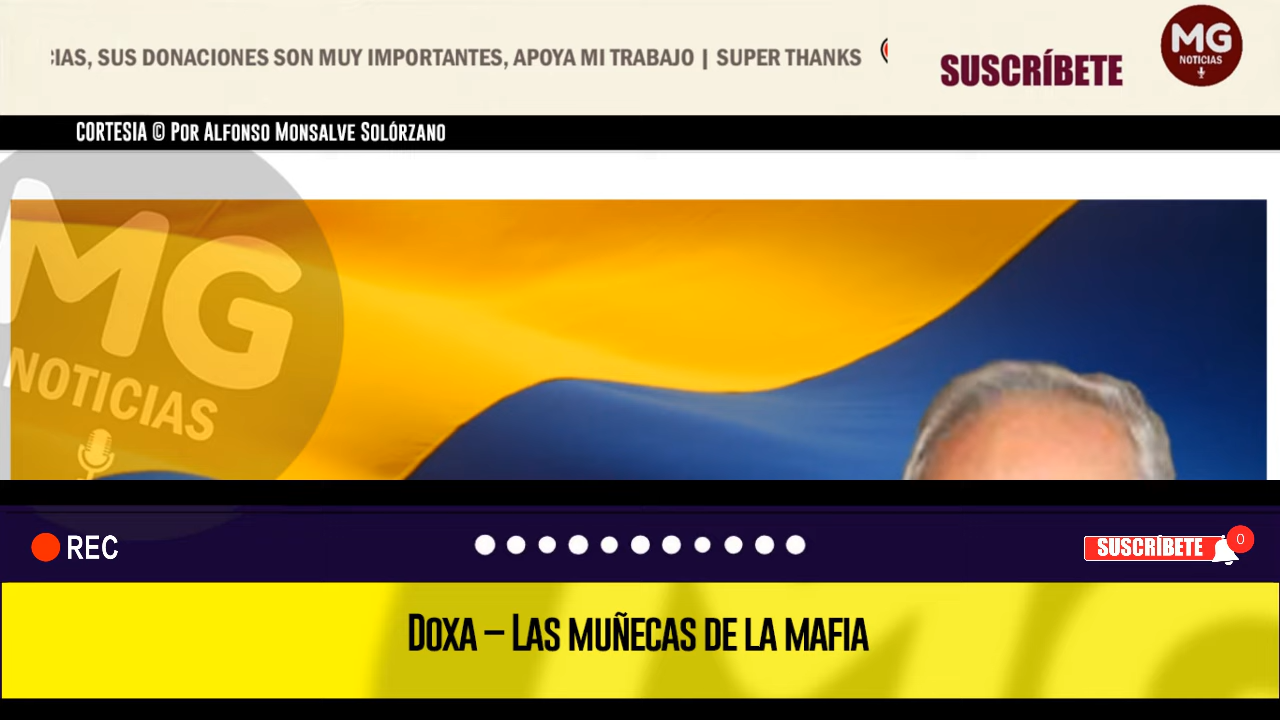 CIAS, SUS DONACIONES SON MUY IMPORTANTES, APOYA MI TRABAJO | SUPER THANKS
SUSCRÍBETE
MG
NOTICIAS
CORTESIA © POR ALFONSO MONSALVE SOLÓRZANO
MG
NOTICIAS
REC
SUSCRÍBETE
0
DOXA – LAS MUÑECAS DE LA MAFIA